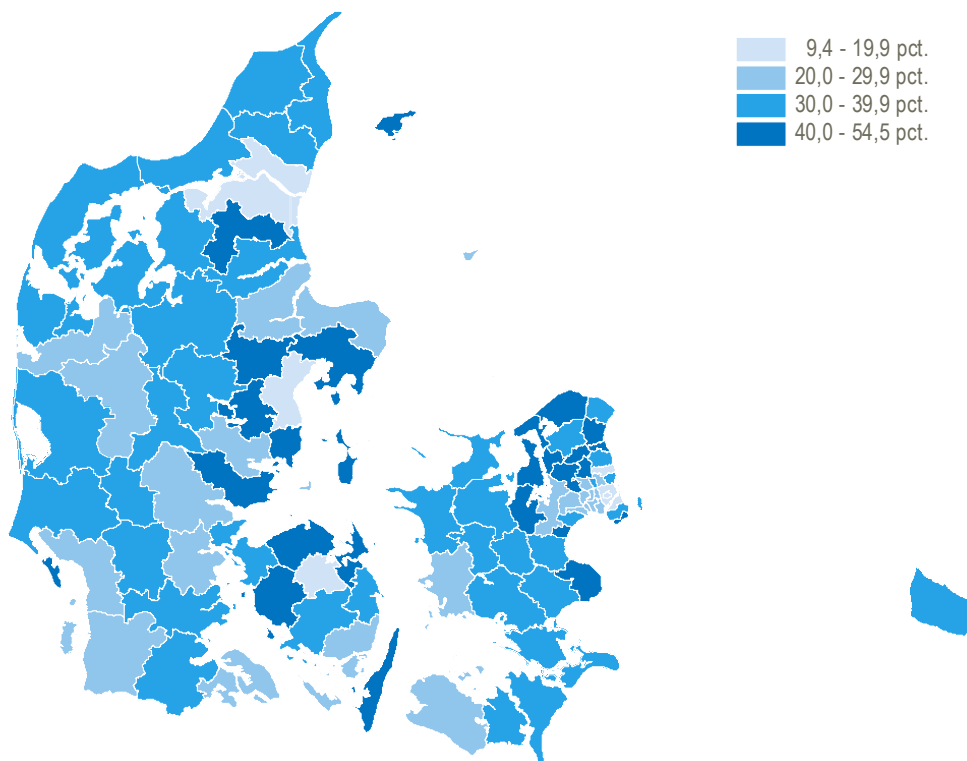 9,4 - 19,9 pct.
20,0 - 29,9 pct.
30,0 - 39,9 pct.
40,0 - 54,5 pct.